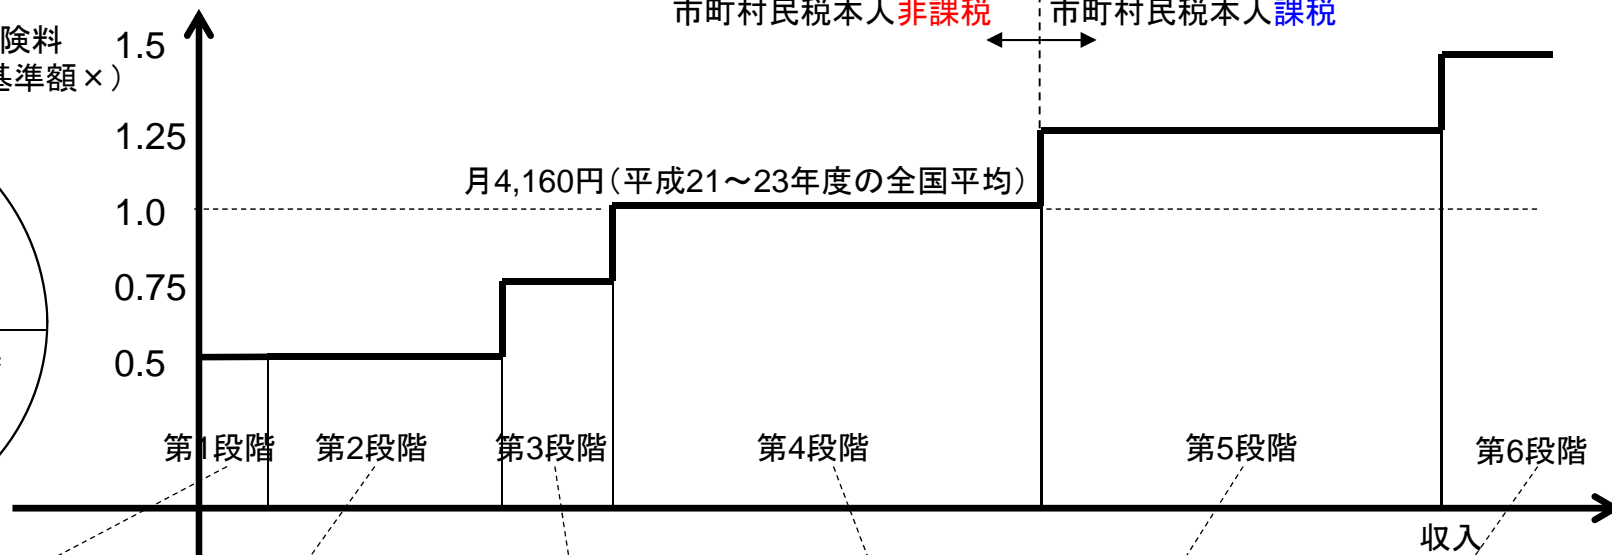 市町村民税本人非課税
市町村民税本人課税
険料
基準額×）
1.5
1.25
月4,160円（平成21～23年度の全国平均）
1.0
0.75
0.5
第1段階
第2段階
第3段階
第4段階
第5段階
第6段階
収入